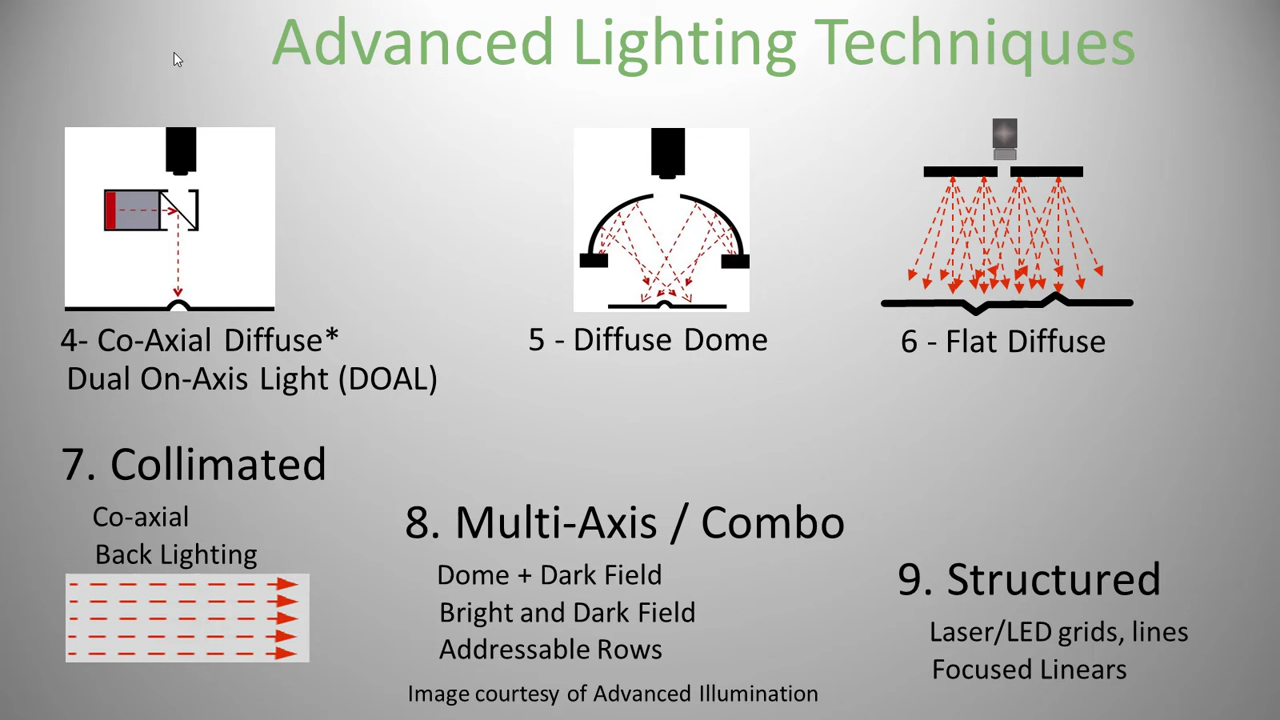 Advanced Lighting Techniques
4- Co-Axial Diffuse*
Dual On-Axis Light (DOAL)
5 - Diffuse Dome
6 - Flat Diffuse
7. Collimated
Co-axial
Back Lighting
8. Multi-Axis / Combo
Dome + Dark Field
Bright and Dark Field
Addressable Rows
Image courtesy of Advanced Illumination
9. Structured
Laser/LED grids, lines
Focused Linears